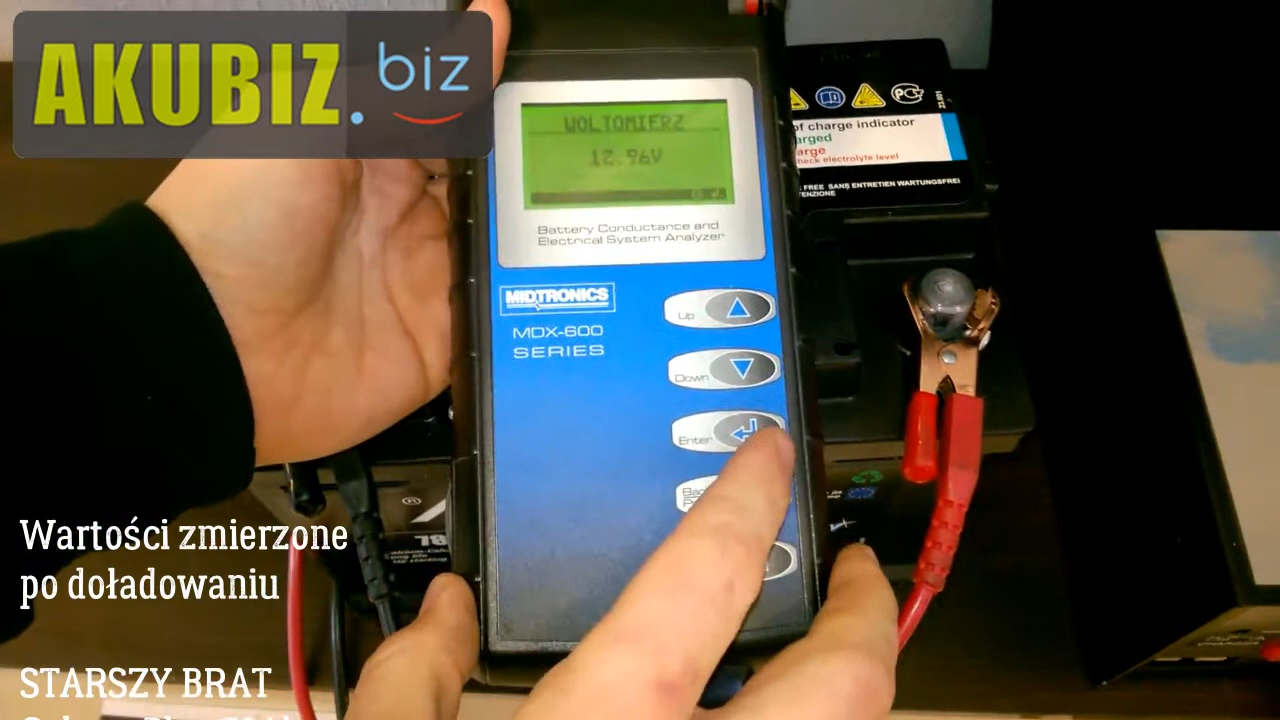 AKUBIZ.biz
WOLTOMIERZ
12.96V
Battery Conductance and
Electrical System Analyzer
MIDTRONICS
MDX-600
SERIES
Up
Down
Enter
of charge indicator
arged
arge
heck electrolyte level
FREE SANS ENTRETIEN WARTUNGSFREI
TENZIONE
Wartości zmierzone
po doładowaniu
STARSZY BRAT